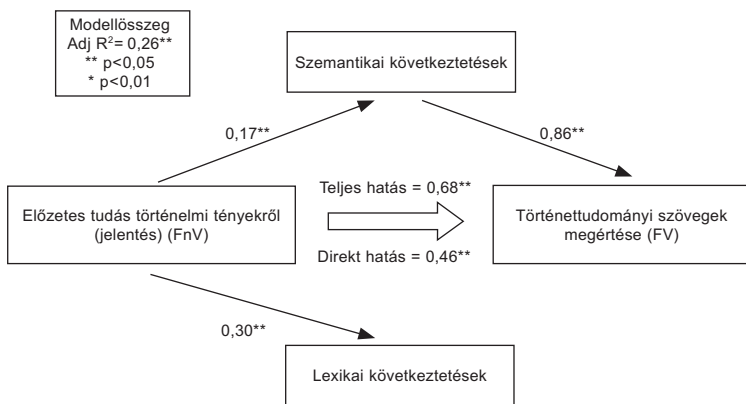 Modellösszeg
Adj R²= 0,26**
** p<0,05
* p<0,01
Szemantikai következtetések
0,17**
0,86**
Előzetes tudás történelmi tényekről
(jelentés) (FnV)
Teljes hatás = 0,68**
Direkt hatás = 0,46**
Történettudományi szövegek
megértése (FV)
0,30**
Lexikai következtetések